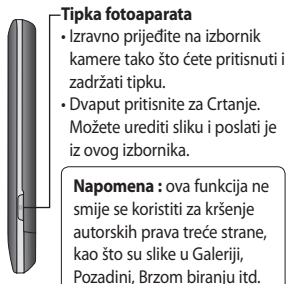 Tipka fotoaparata
• Izravno prijeđite na izbornik
kamere tako što ćete pritisnuti i
zadržati tipku.
• Dvaput pritisnite za Crtanje.
Možete urediti sliku i poslati je
iz ovog izbornika.
Napomena : ova funkcija ne
smije se koristiti za kršenje
autorskih prava treće strane,
kao što su slike u Galeriji,
Pozadini, Brzom biranju itd.